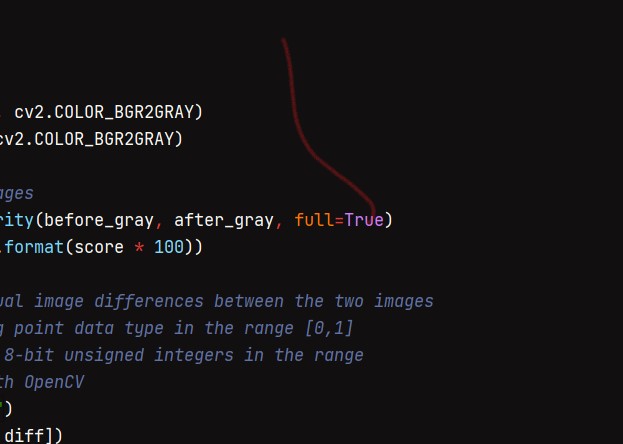 , cv2.COLOR_BGR2GRAY)
cv2.COLOR_BGR2GRAY)
ages
rity(before_gray, after_gray, full=True)
.format(score * 100))
ual image differences between the two images
g point data type in the range [0,1]
8-bit unsigned integers in the range
th OpenCV
")
diff])